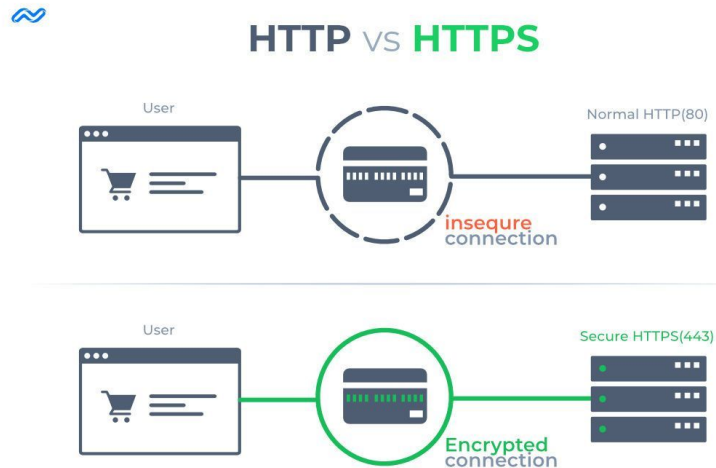 HTTP VS HTTPS
User
Normal HTTP(80)
insequre
connection
User
Secure HTTPS(443)
Encrypted
connection